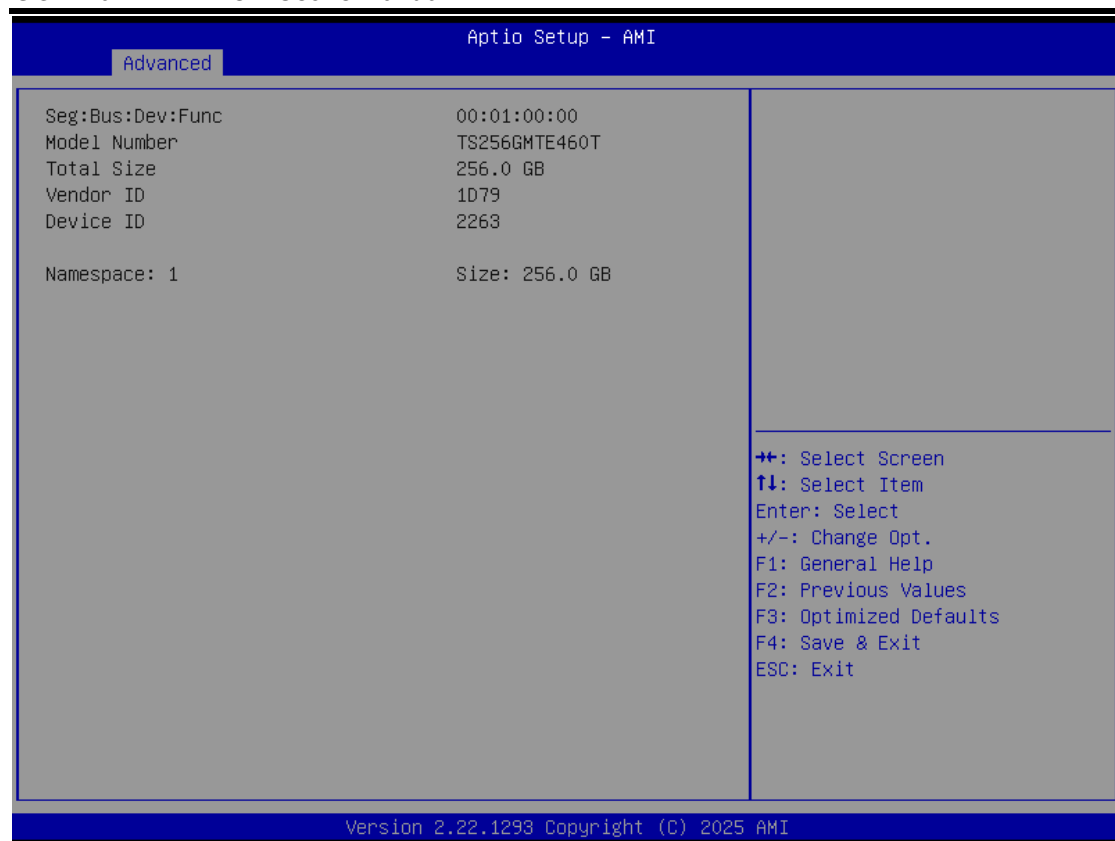 Aptio Setup – AMI
Advanced
Seg:Bus:Dev:Func 00:01:00:00
Model Number TS256GMTE460T
Total Size 256.0 GB
Vendor ID 1D79
Device ID 2263
Namespace: 1 Size: 256.0 GB
→←: Select Screen
↑↓: Select Item
Enter: Select
+/-: Change Opt.
F1: General Help
F2: Previous Values
F3: Optimized Defaults
F4: Save & Exit
ESC: Exit
Version 2.22.1293 Copyright (C) 2025 AMI